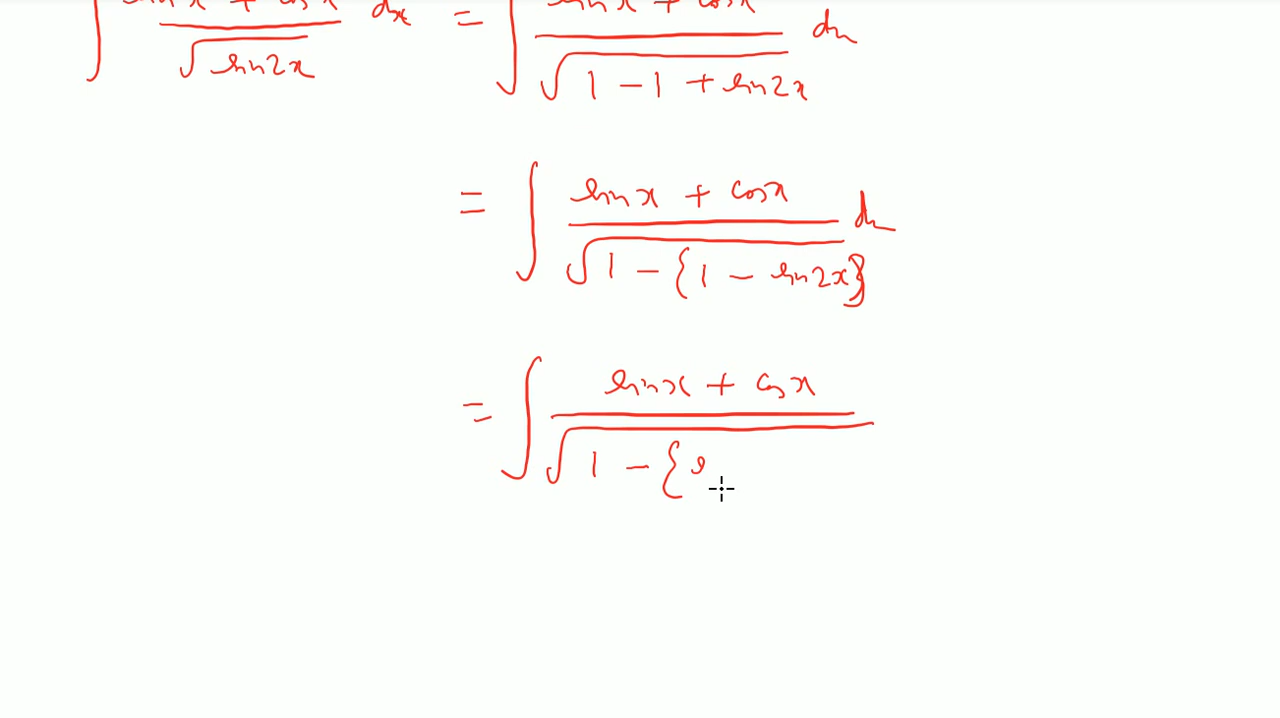 ∫ (sinx + cosx)/√(sin2x) dx = ∫ (sinx + cosx)/√(1 - 1 + sin2x) dx
= ∫ (sinx + cosx)/√(1 - {1 - sin2x}) dx
= ∫ (sinx + cosx)/√(1 - {s